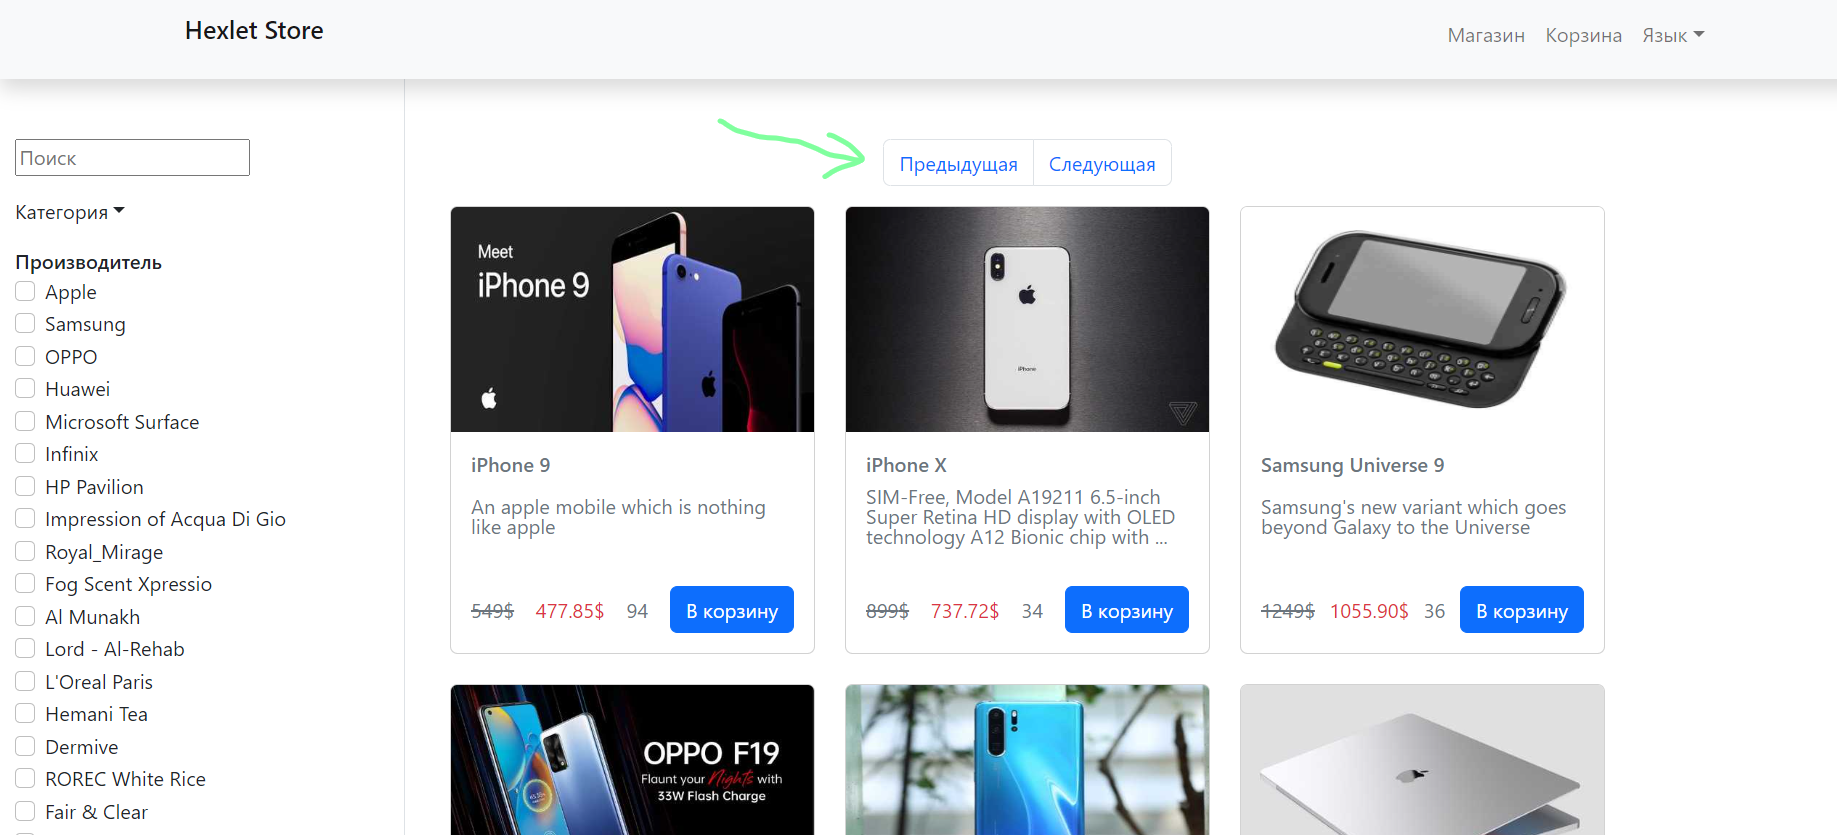 Hexlet Store
Магазин Корзина Язык
Поиск
Категория
Производитель
Apple
Samsung
OPPO
Huawei
Microsoft Surface
Infinix
HP Pavilion
Impression of Acqua Di Gio
Royal_Mirage
Fog Scent Xpressio
Al Munakh
Lord - Al-Rehab
L'Oreal Paris
Hemani Tea
Dermive
ROREC White Rice
Fair & Clear
Предыдущая Следующая
Meet
iPhone 9
iPhone 9
An apple mobile which is nothing
like apple
549$ 477.85$ 94 В корзину
iPhone
iPhone X
SIM-Free, Model A19211 6.5-inch
Super Retina HD display with OLED
technology A12 Bionic chip with ...
899$ 737.72$ 34 В корзину
Samsung Universe 9
Samsung's new variant which goes
beyond Galaxy to the Universe
1249$ 1055.90$ 36 В корзину
OPPO F19
Flaunt your Nights with
33W Flash Charge